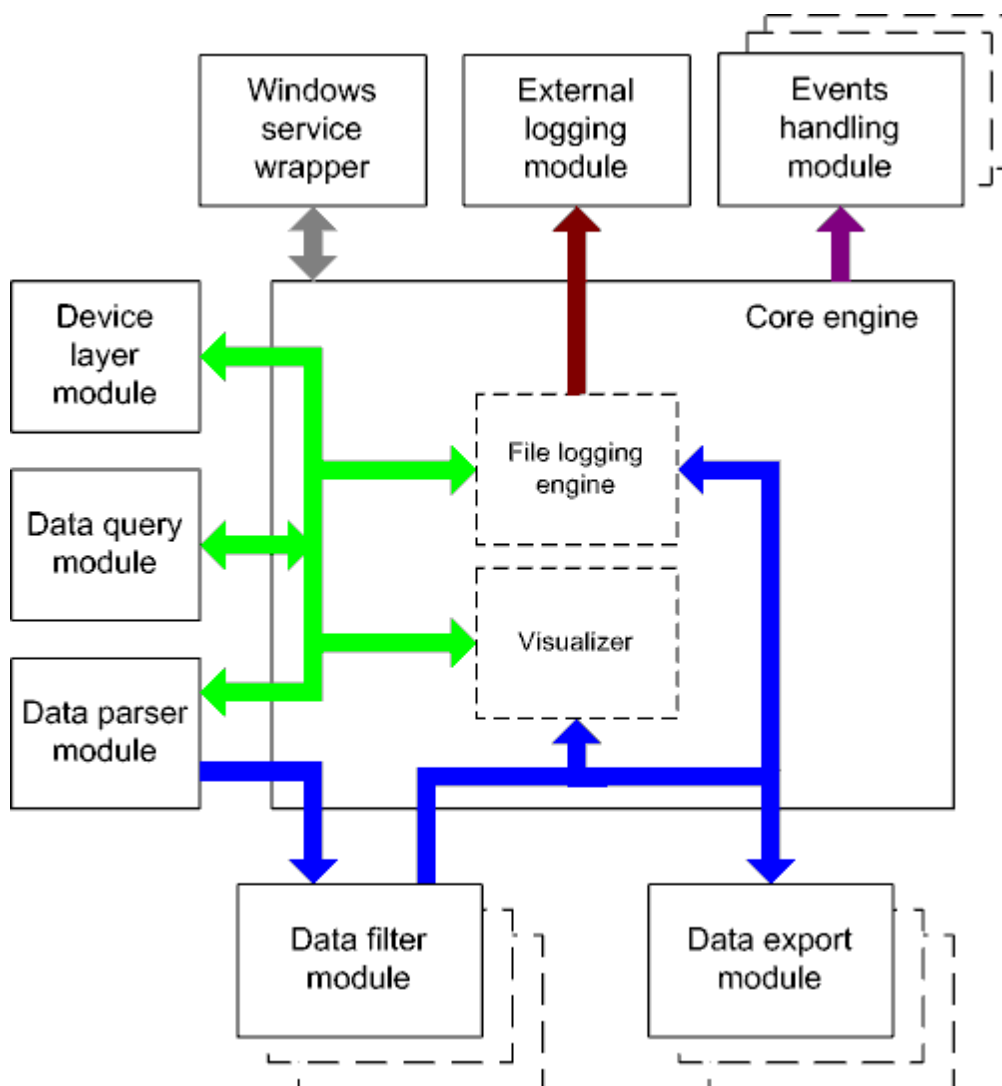 Windows
service
wrapper
External
logging
module
Events
handling
module
Core engine
Device
layer
module
File logging
engine
Data query
module
Visualizer
Data parser
module
Data filter
module
Data export
module